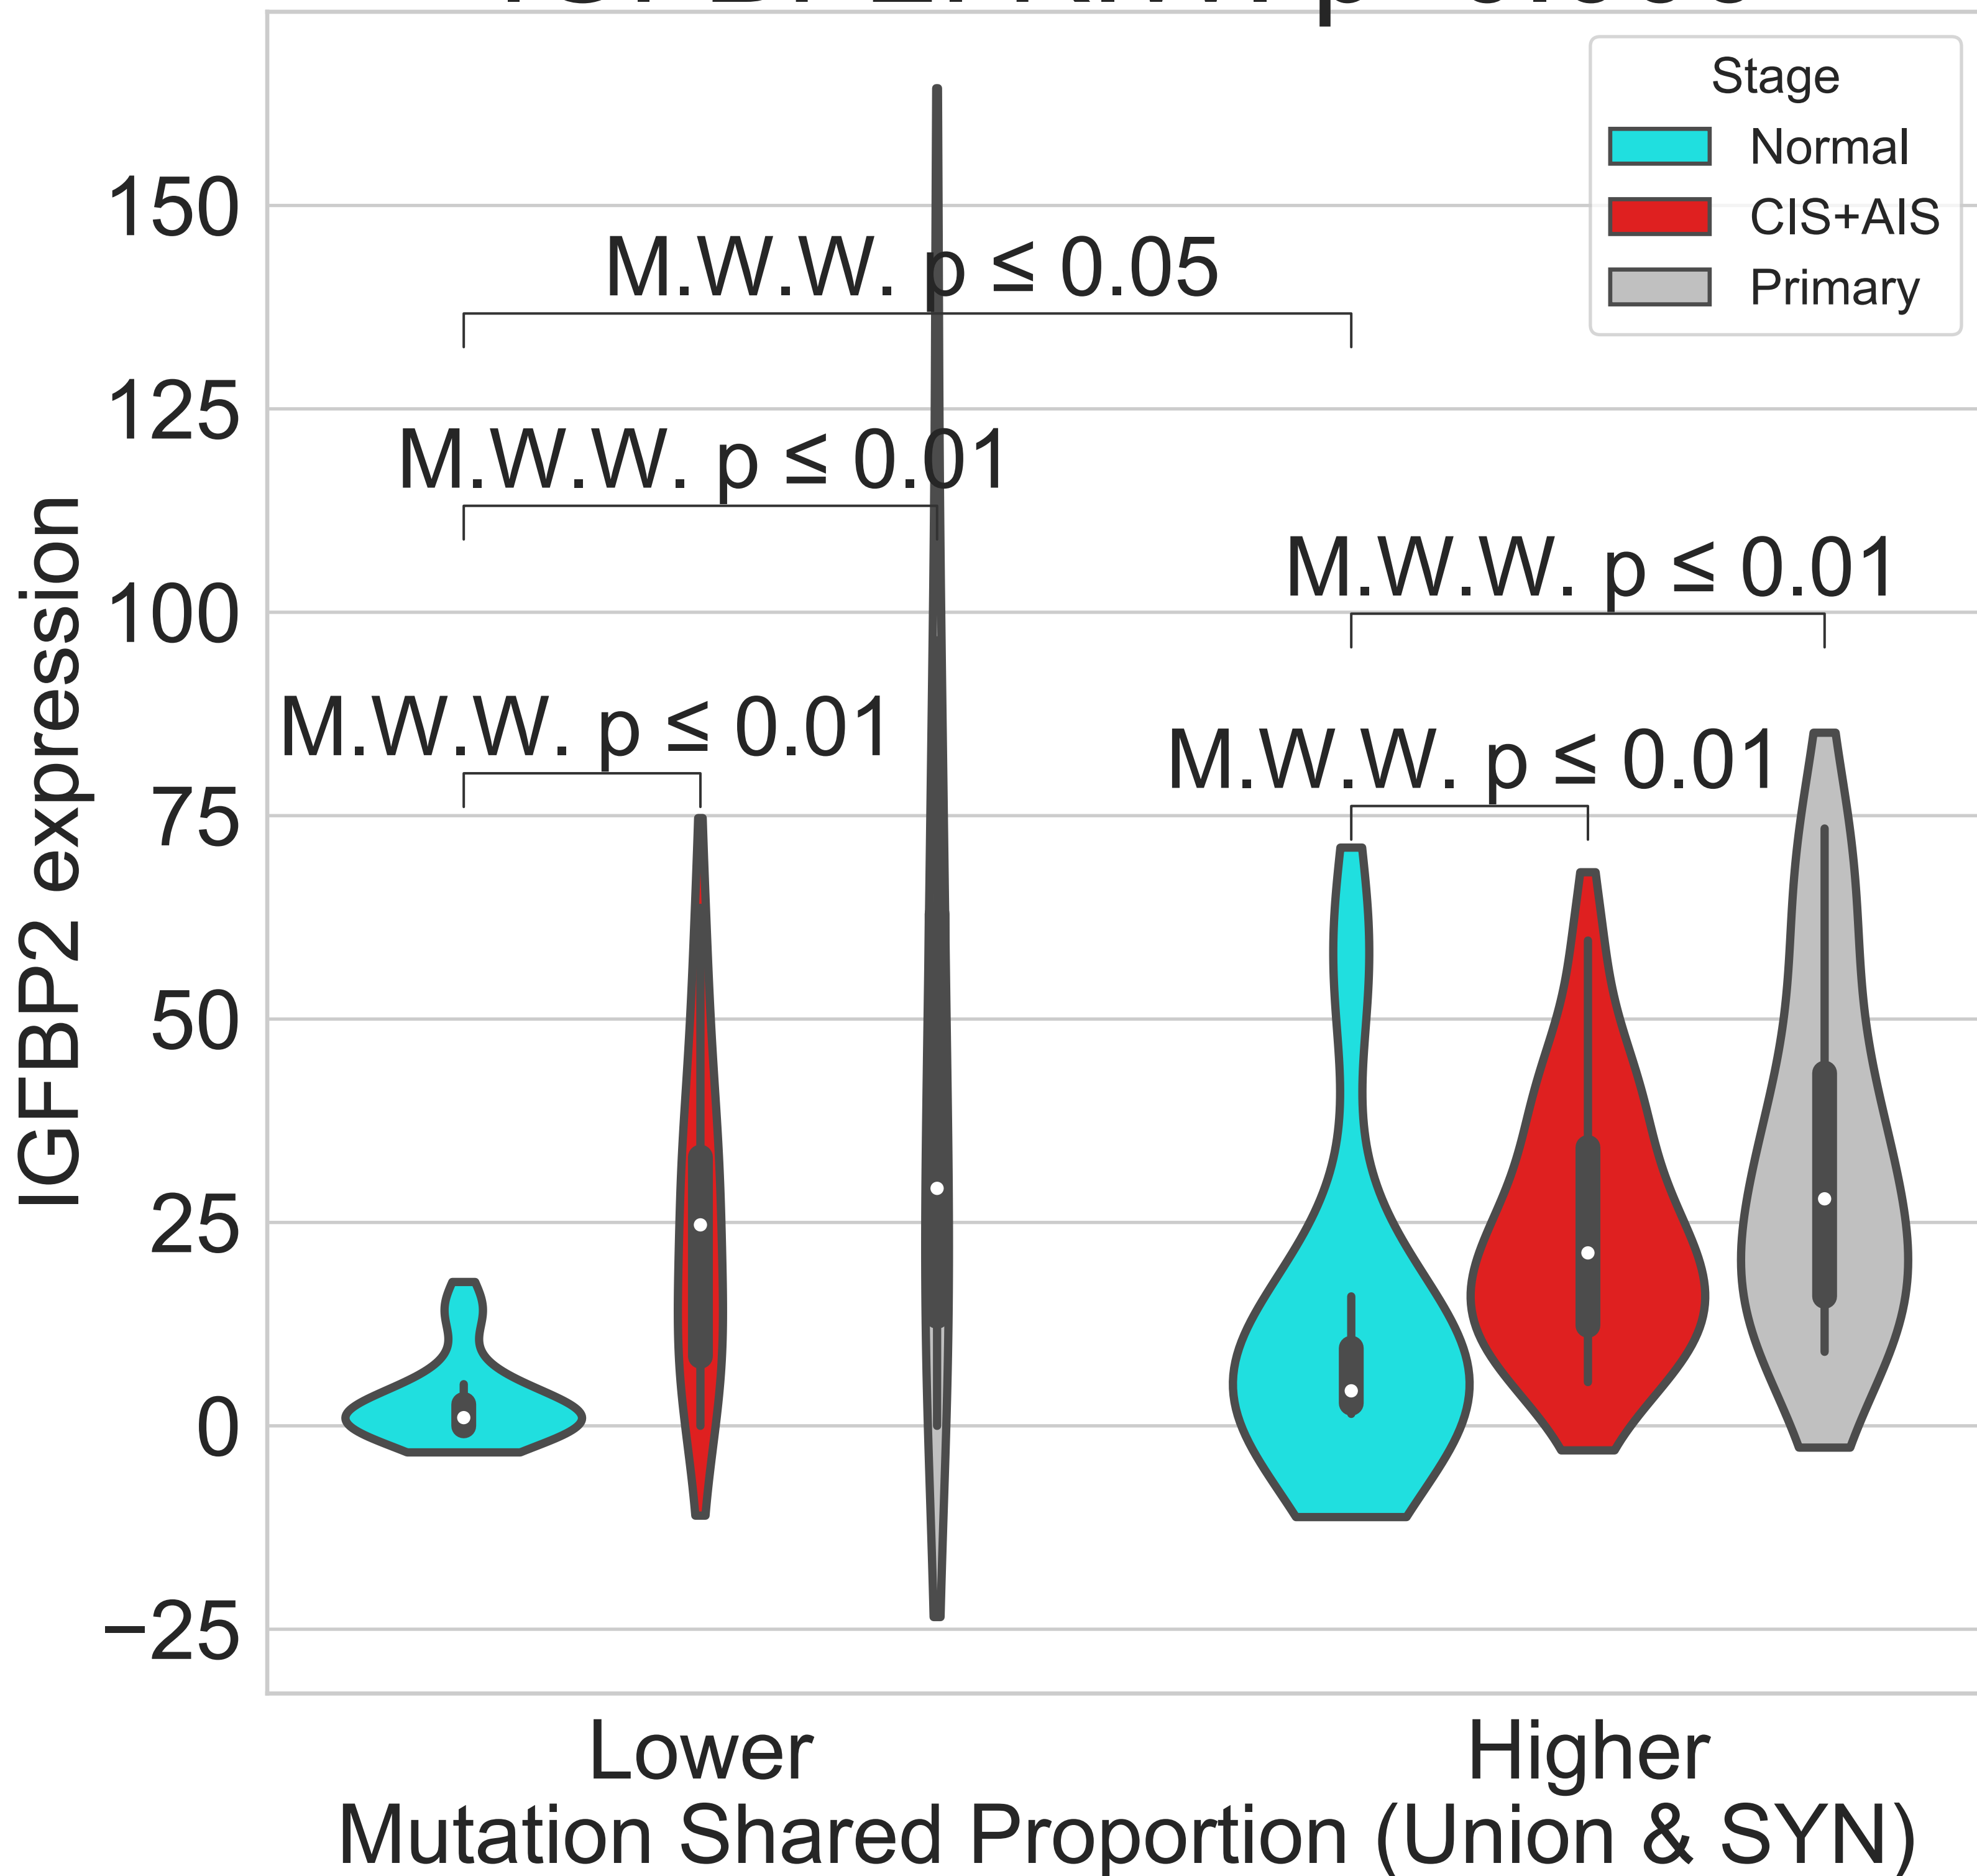 Stage
Normal
CIS+AIS
Primary
150
125
100
75
50
25
0
−25
IGFBP2 expression
M.W.W. p ≤ 0.05
M.W.W. p ≤ 0.01
M.W.W. p ≤ 0.01
M.W.W. p ≤ 0.01
M.W.W. p ≤ 0.01
Lower
Higher
Mutation Shared Proportion (Union & SYN)